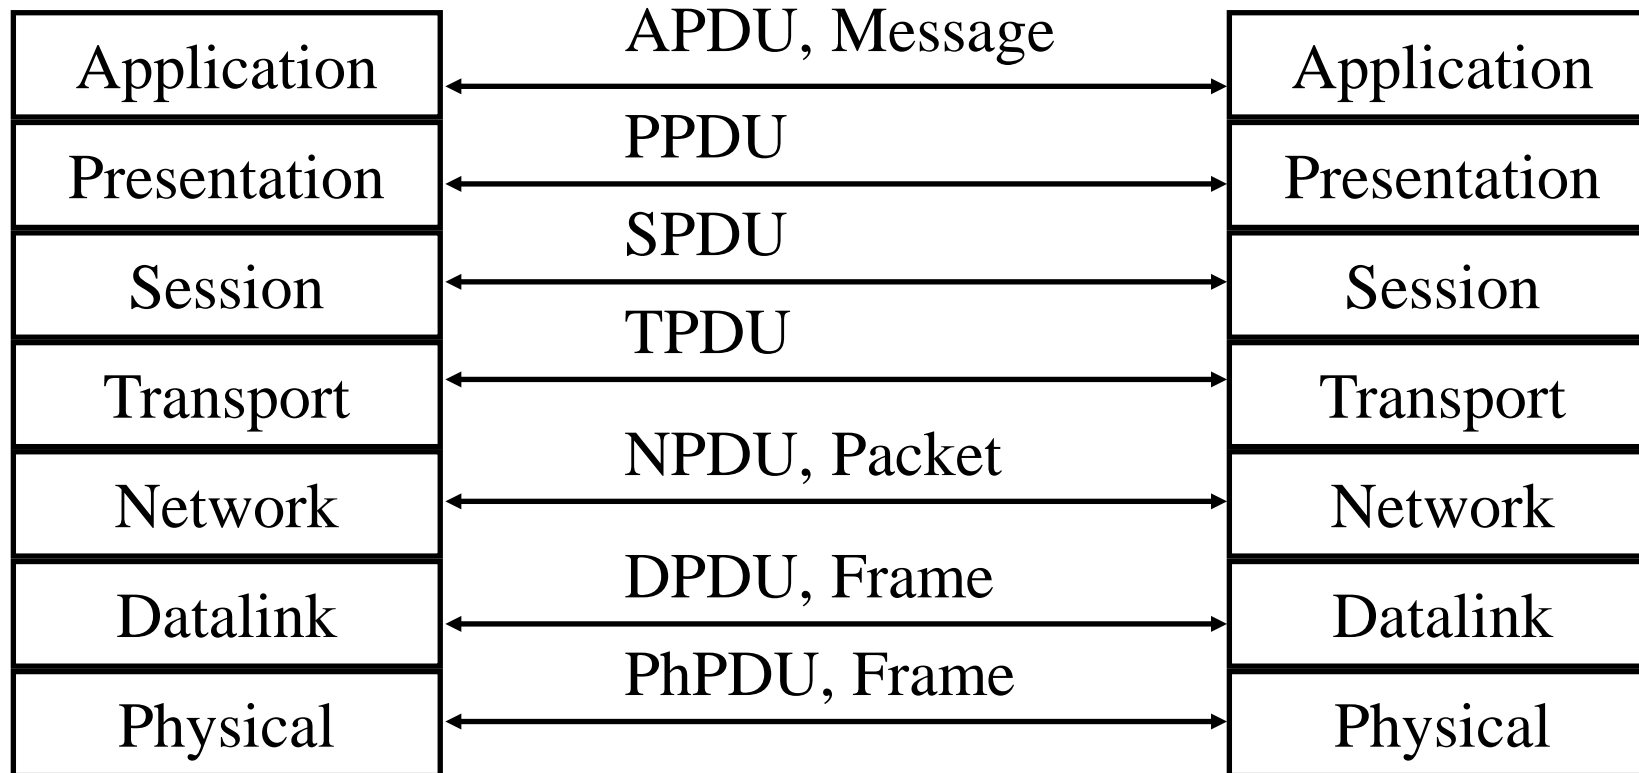 Application APDU, Message Application
Presentation PPDU Presentation
Session SPDU Session
Transport TPDU Transport
Network NPDU, Packet Network
Datalink DPDU, Frame Datalink
Physical PhPDU, Frame Physical